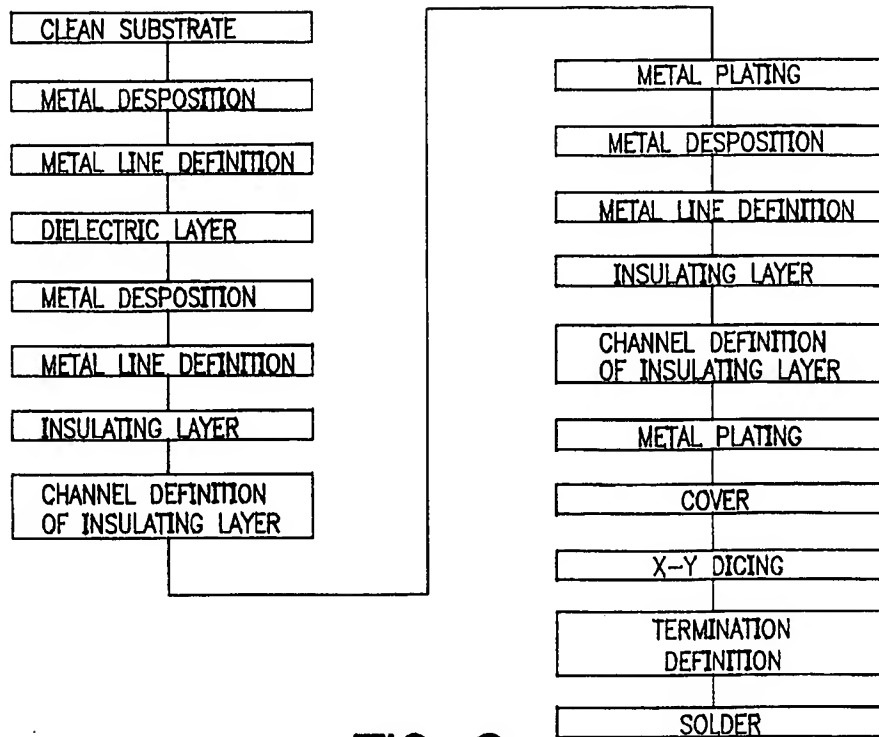 CLEAN SUBSTRATE
METAL DESPOSITION
METAL LINE DEFINITION
DIELECTRIC LAYER
METAL DESPOSITION
METAL LINE DEFINITION
INSULATING LAYER
CHANNEL DEFINITION
OF INSULATING LAYER
METAL PLATING
METAL DESPOSITION
METAL LINE DEFINITION
INSULATING LAYER
CHANNEL DEFINITION
OF INSULATING LAYER
METAL PLATING
COVER
X-Y DICING
TERMINATION
DEFINITION
SOLDER